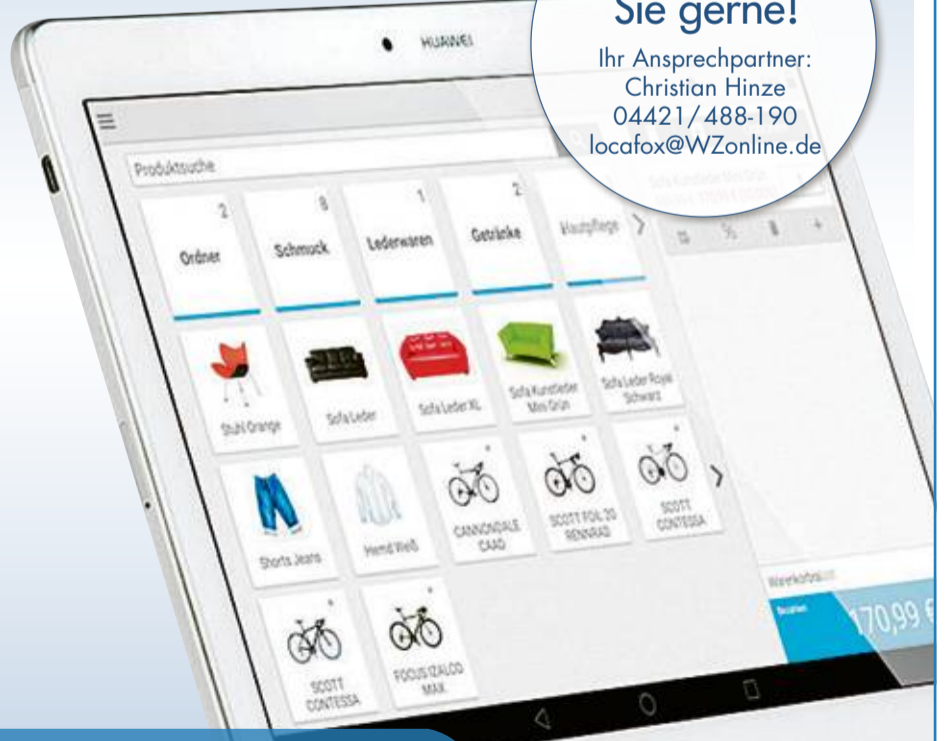 Sie gerne!
Ihr Ansprechpartner:
Christian Hinze
04421/488-190
locafox@WZonline.de
HUAWEI
Produktsuche
2
Ordner
8
Schmuck
1
Lederwaren
2
Getränke
Hautpflege
Stuhl Orange
Sofa Leder
Sofa Leder XL
Sofa Kunstleder
Mini Grün
Sofa Leder Royal
Schwarz
Shorts Jeans
Hemd Weiß
CANNONDALE
CAAD
SCOTT FOIL 20
RENNRAD
SCOTT
CONTESSA
SCOTT
CONTESSA
FOCUS IZALCO
MAX
Bezahlen
170,99 €